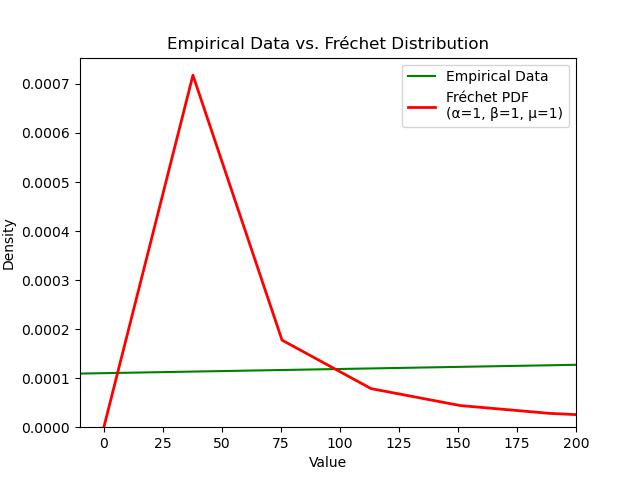 Empirical Data vs. Fréchet Distribution
Empirical Data
Fréchet PDF
(α=1, β=1, μ=1)
0.0007
0.0006
0.0005
0.0004
0.0003
0.0002
0.0001
0.0000
Density
0 25 50 75 100 125 150 175 200
Value